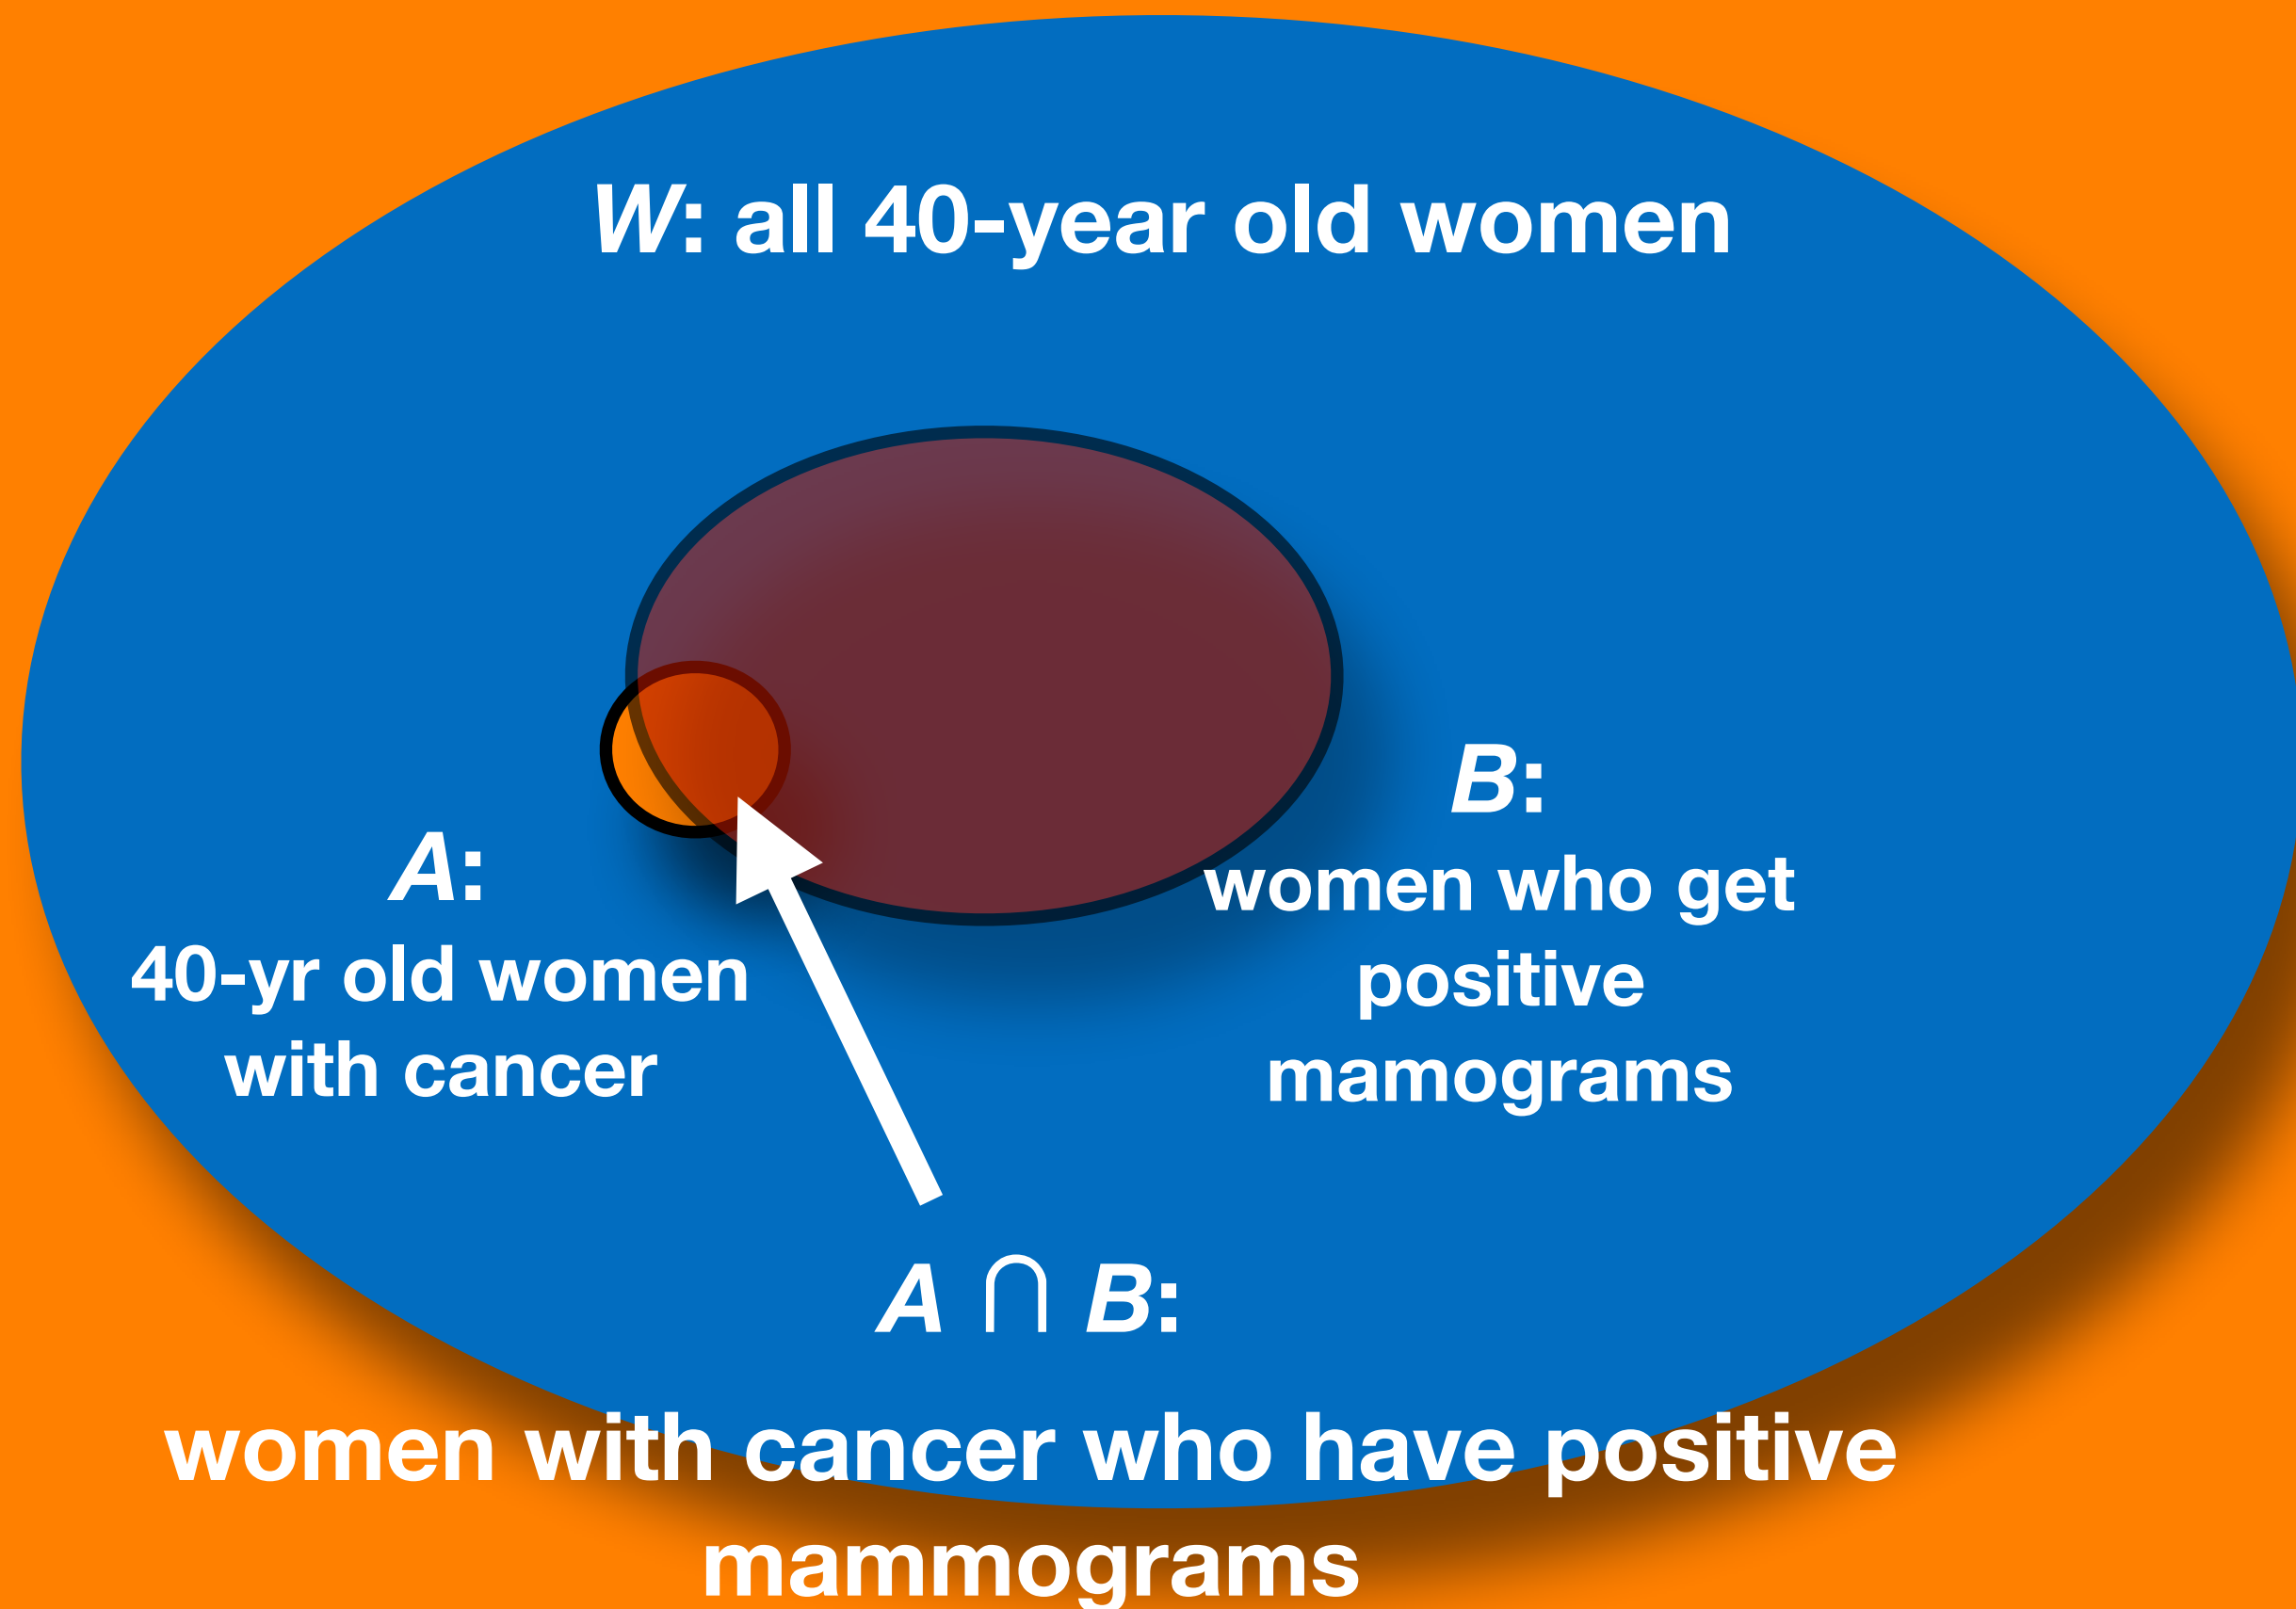 W: all 40-year old women
A:
40-yr old women
with cancer
B:
women who get
positive
mamograms
A ∩ B:
women with cancer who have positive
mammograms